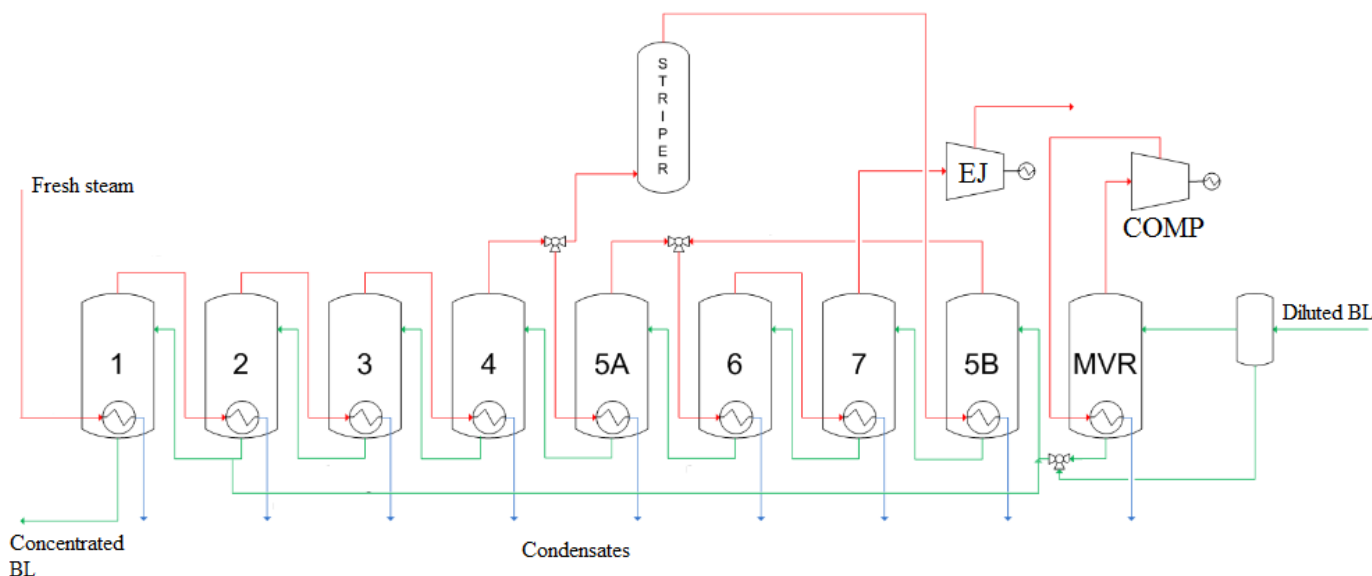 STRIPER
EJ
Fresh steam
COMP
Diluted BL
1
2
3
4
5A
6
7
5B
MVR
Concentrated
BL
Condensates